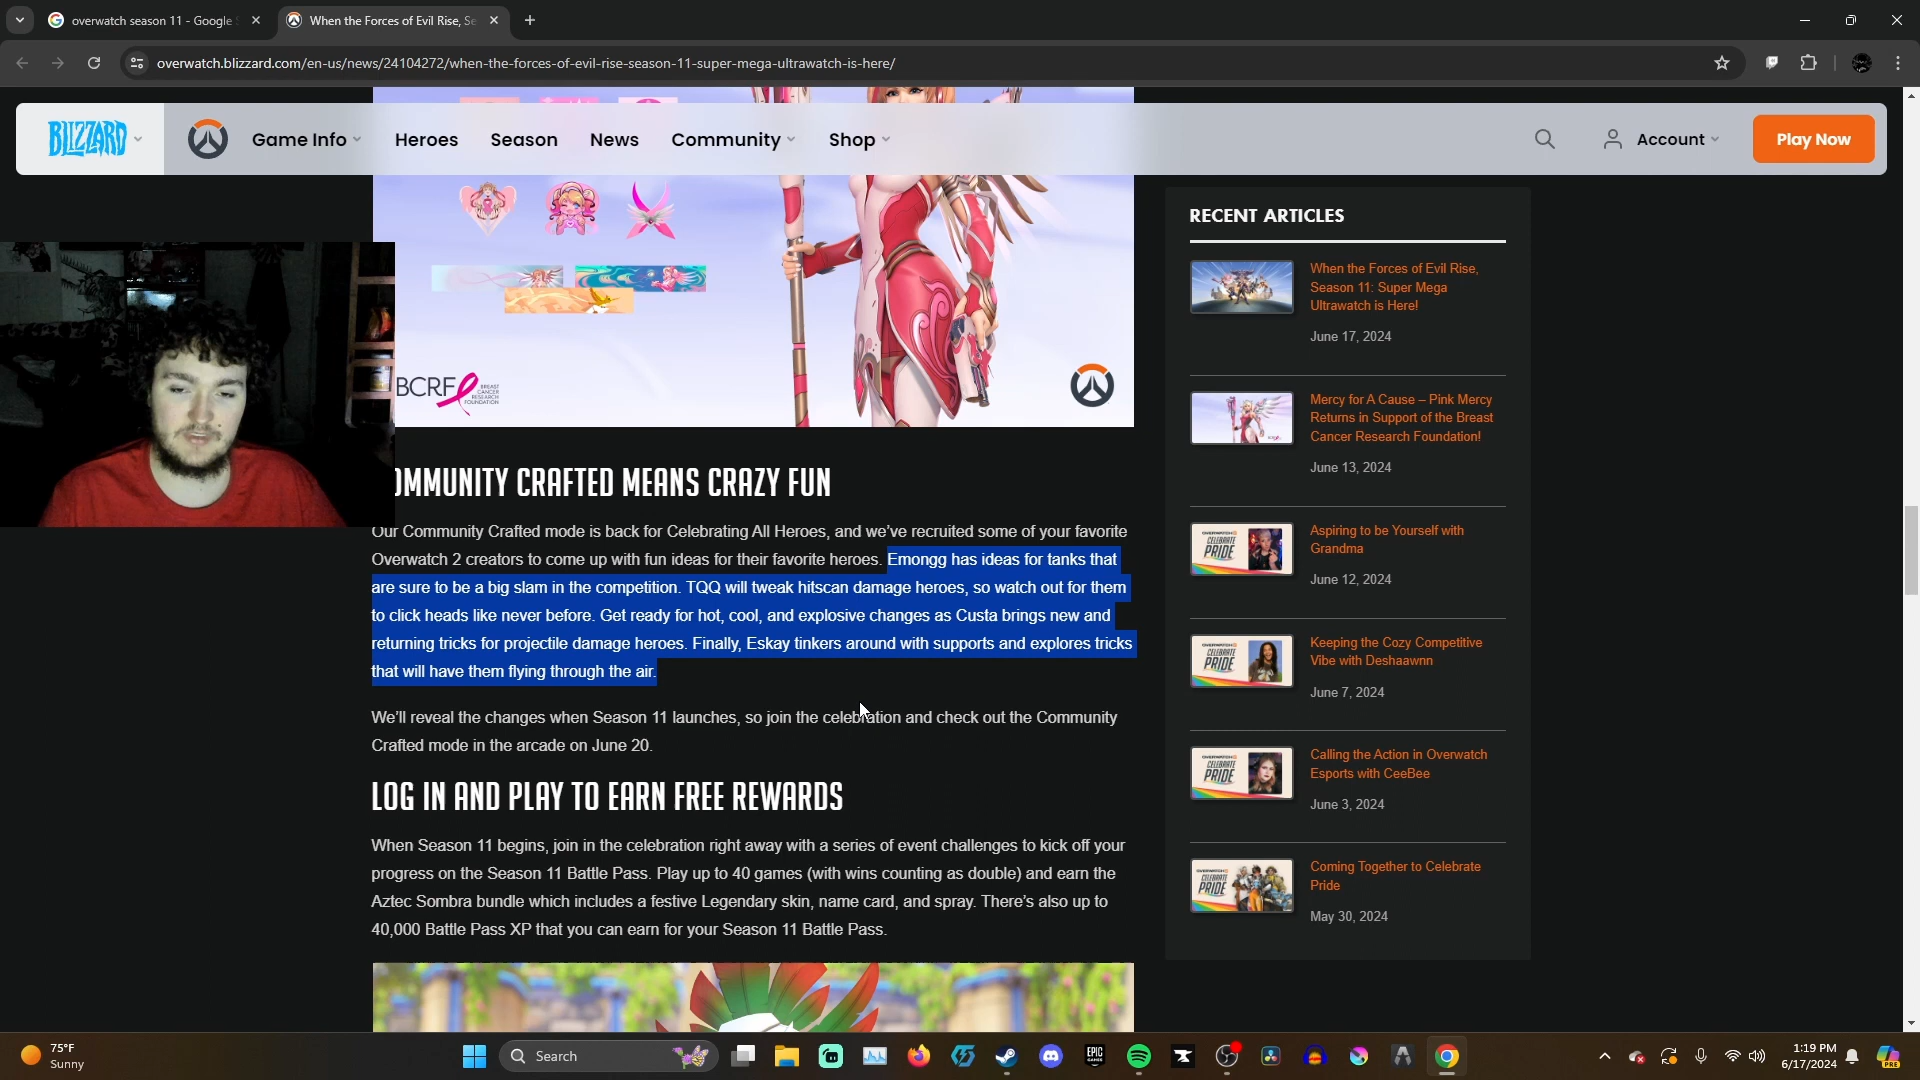 overwatch season 11 - Google
When the Forces of Evil Rise, Se
overwatch.blizzard.com/en-us/news/24104272/when-the-forces-of-evil-rise-season-11-super-mega-ultrawatch-is-here/
BLIZZARD
Game Info
Heroes
Season
News
Community
Shop
Account
Play Now
BCRF
BREAST
CANCER
RESEARCH
FOUNDATION
OMMUNITY CRAFTED MEANS CRAZY FUN
Our Community Crafted mode is back for Celebrating All Heroes, and we've recruited some of your favorite
Overwatch 2 creators to come up with fun ideas for their favorite heroes. Emongg has ideas for tanks that
are sure to be a big slam in the competition. TQQ will tweak hitscan damage heroes, so watch out for them
to click heads like never before. Get ready for hot, cool, and explosive changes as Custa brings new and
returning tricks for projectile damage heroes. Finally, Eskay tinkers around with supports and explores tricks
that will have them flying through the air.
We'll reveal the changes when Season 11 launches, so join the celebration and check out the Community
Crafted mode in the arcade on June 20.
LOG IN AND PLAY TO EARN FREE REWARDS
When Season 11 begins, join in the celebration right away with a series of event challenges to kick off your
progress on the Season 11 Battle Pass. Play up to 40 games (with wins counting as double) and earn the
Aztec Sombra bundle which includes a festive Legendary skin, name card, and spray. There's also up to
40,000 Battle Pass XP that you can earn for your Season 11 Battle Pass.
RECENT ARTICLES
When the Forces of Evil Rise,
Season 11: Super Mega
Ultrawatch is Here!
June 17, 2024
Mercy for A Cause – Pink Mercy
Returns in Support of the Breast
Cancer Research Foundation!
June 13, 2024
CELEBRATE
PRIDE
Aspiring to be Yourself with
Grandma
June 12, 2024
CELEBRATE
PRIDE
Keeping the Cozy Competitive
Vibe with Deshaawnn
June 7, 2024
CELEBRATE
PRIDE
Calling the Action in Overwatch
Esports with CeeBee
June 3, 2024
CELEBRATE
PRIDE
Coming Together to Celebrate
Pride
May 30, 2024
75°F
Sunny
Search
EPIC
GAMES
1:19 PM
6/17/2024
PRE